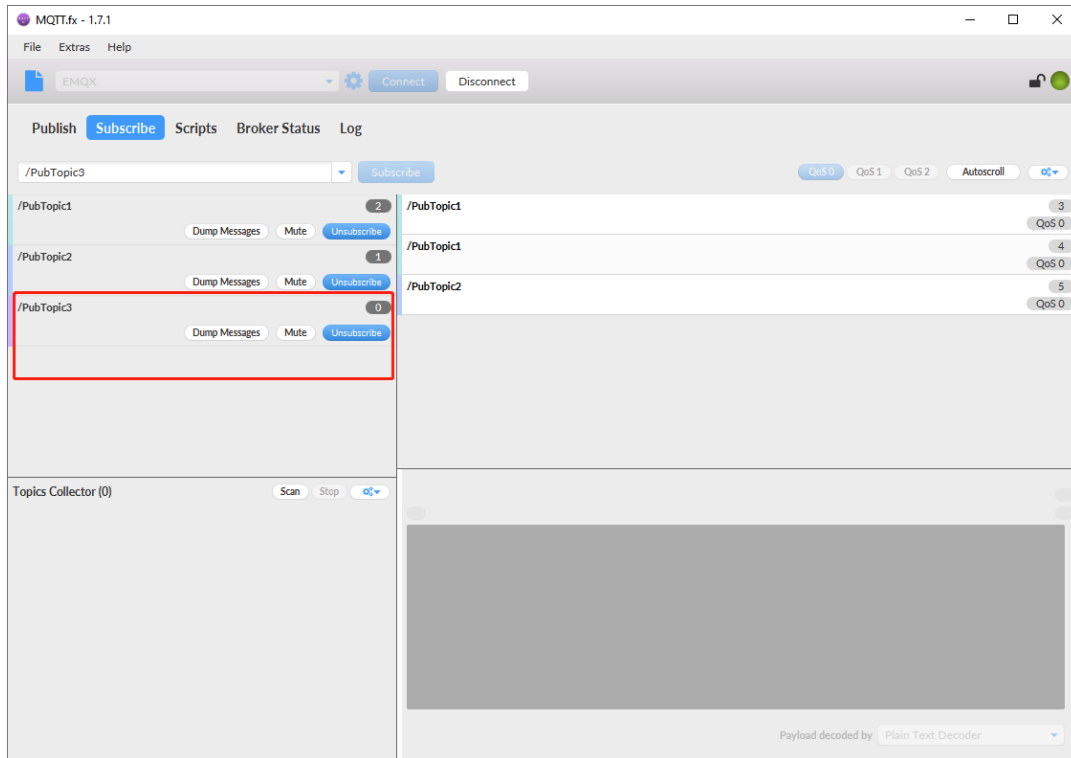 MQTT.fx - 1.7.1
File Extras Help
EMQX Connect Disconnect
Publish Subscribe Scripts Broker Status Log
/PubTopic3 Subscribe QoS 0 QoS 1 QoS 2 Autoscroll
/PubTopic1 2
Dump Messages Mute Unsubscribe
/PubTopic2 1
Dump Messages Mute Unsubscribe
/PubTopic3 0
Dump Messages Mute Unsubscribe
/PubTopic1 3
QoS 0
/PubTopic1 4
QoS 0
/PubTopic2 5
QoS 0
Topics Collector (0) Scan Stop
Payload decoded by Plain Text Decoder